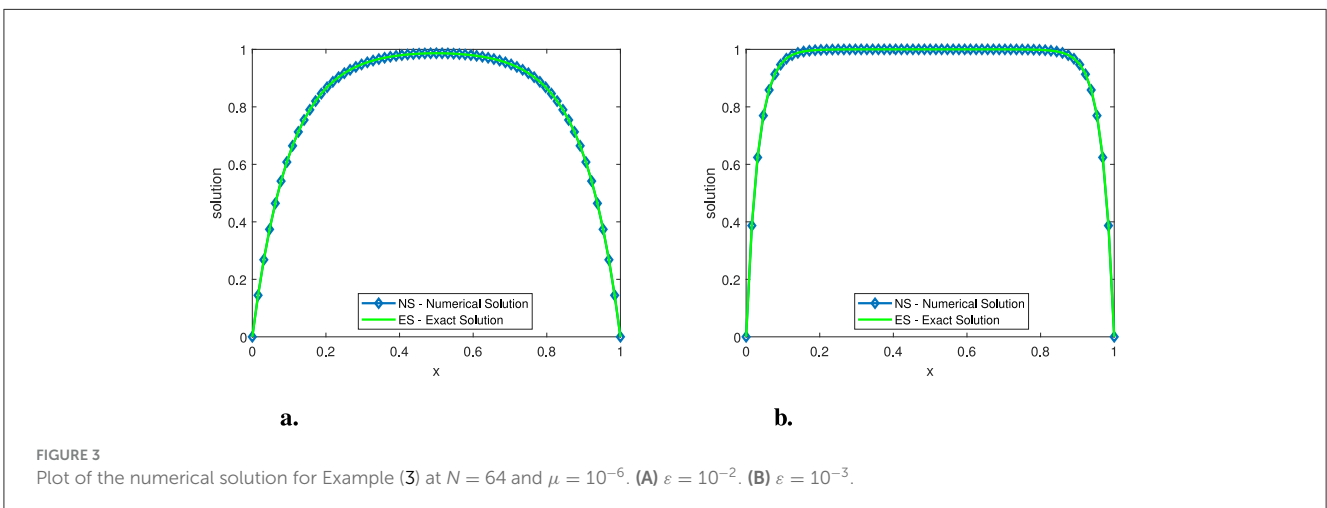 1
0.8
0.6
0.4
0.2
0
solution
NS - Numerical Solution
ES - Exact Solution
0 0.2 0.4 0.6 0.8 1
x
a.
1
0.8
0.6
0.4
0.2
0
solution
NS - Numerical Solution
ES - Exact Solution
0 0.2 0.4 0.6 0.8 1
x
b.
FIGURE 3
Plot of the numerical solution for Example (3) at N = 64 and μ = 10⁻⁶. (A) ε = 10⁻². (B) ε = 10⁻³.